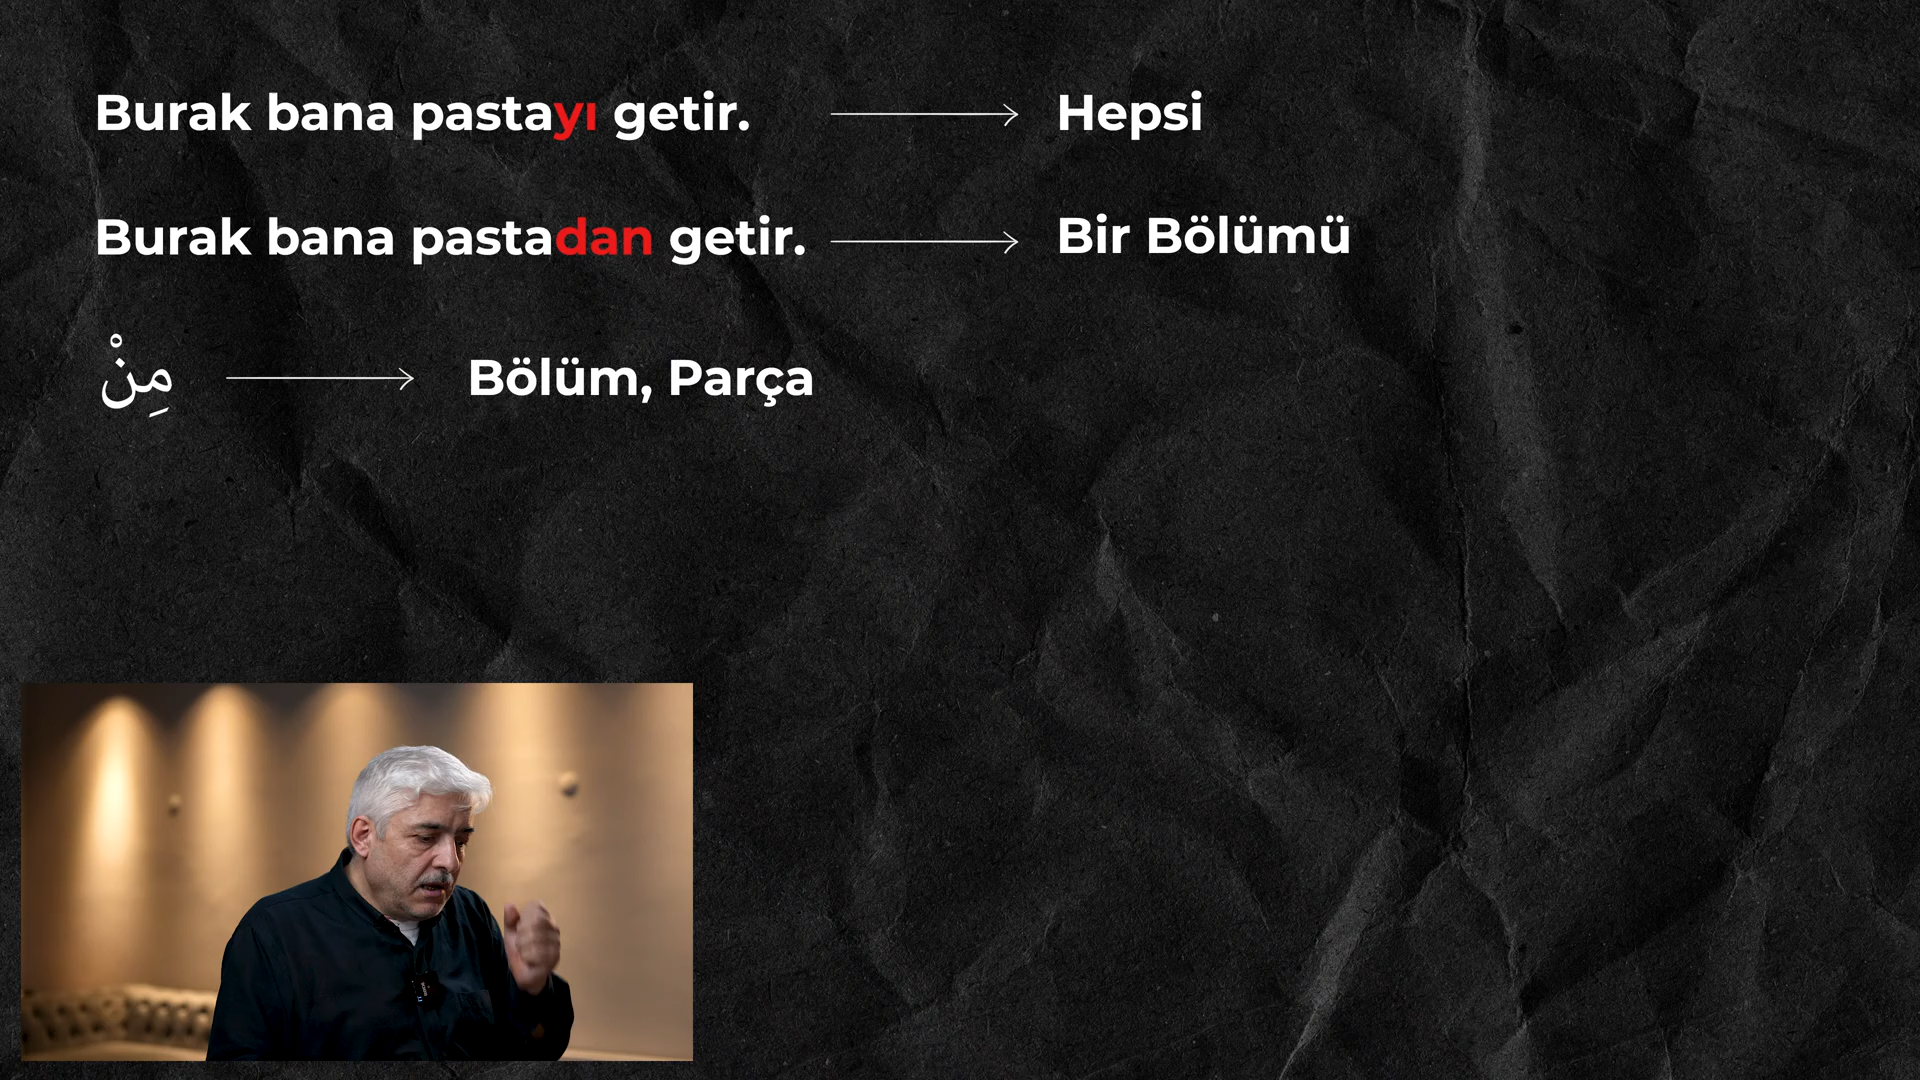 Burak bana pastayı getir. → Hepsi
Burak bana pastadan getir. → Bir Bölümü
مِنْ → Bölüm, Parça